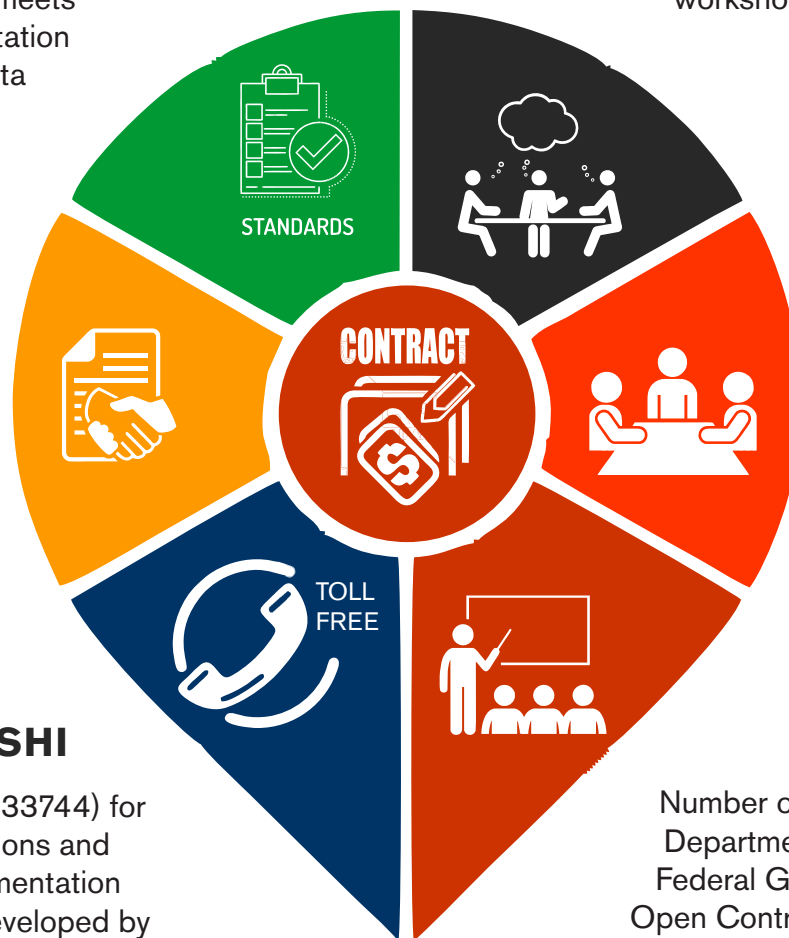 meets
tation
ta
worksho
STANDARDS
CONTRACT
$
TOLL
FREE
SHI
33744) for
ons and
mentation
eveloped by
Number o
Departme
Federal G
Open Contr